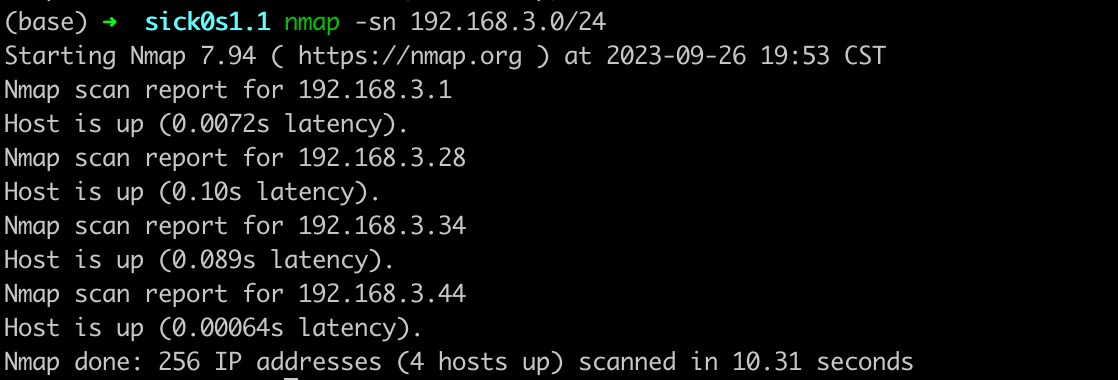 (base) ➜ sick0s1.1 nmap -sn 192.168.3.0/24
Starting Nmap 7.94 ( https://nmap.org ) at 2023-09-26 19:53 CST
Nmap scan report for 192.168.3.1
Host is up (0.0072s latency).
Nmap scan report for 192.168.3.28
Host is up (0.10s latency).
Nmap scan report for 192.168.3.34
Host is up (0.089s latency).
Nmap scan report for 192.168.3.44
Host is up (0.00064s latency).
Nmap done: 256 IP addresses (4 hosts up) scanned in 10.31 seconds